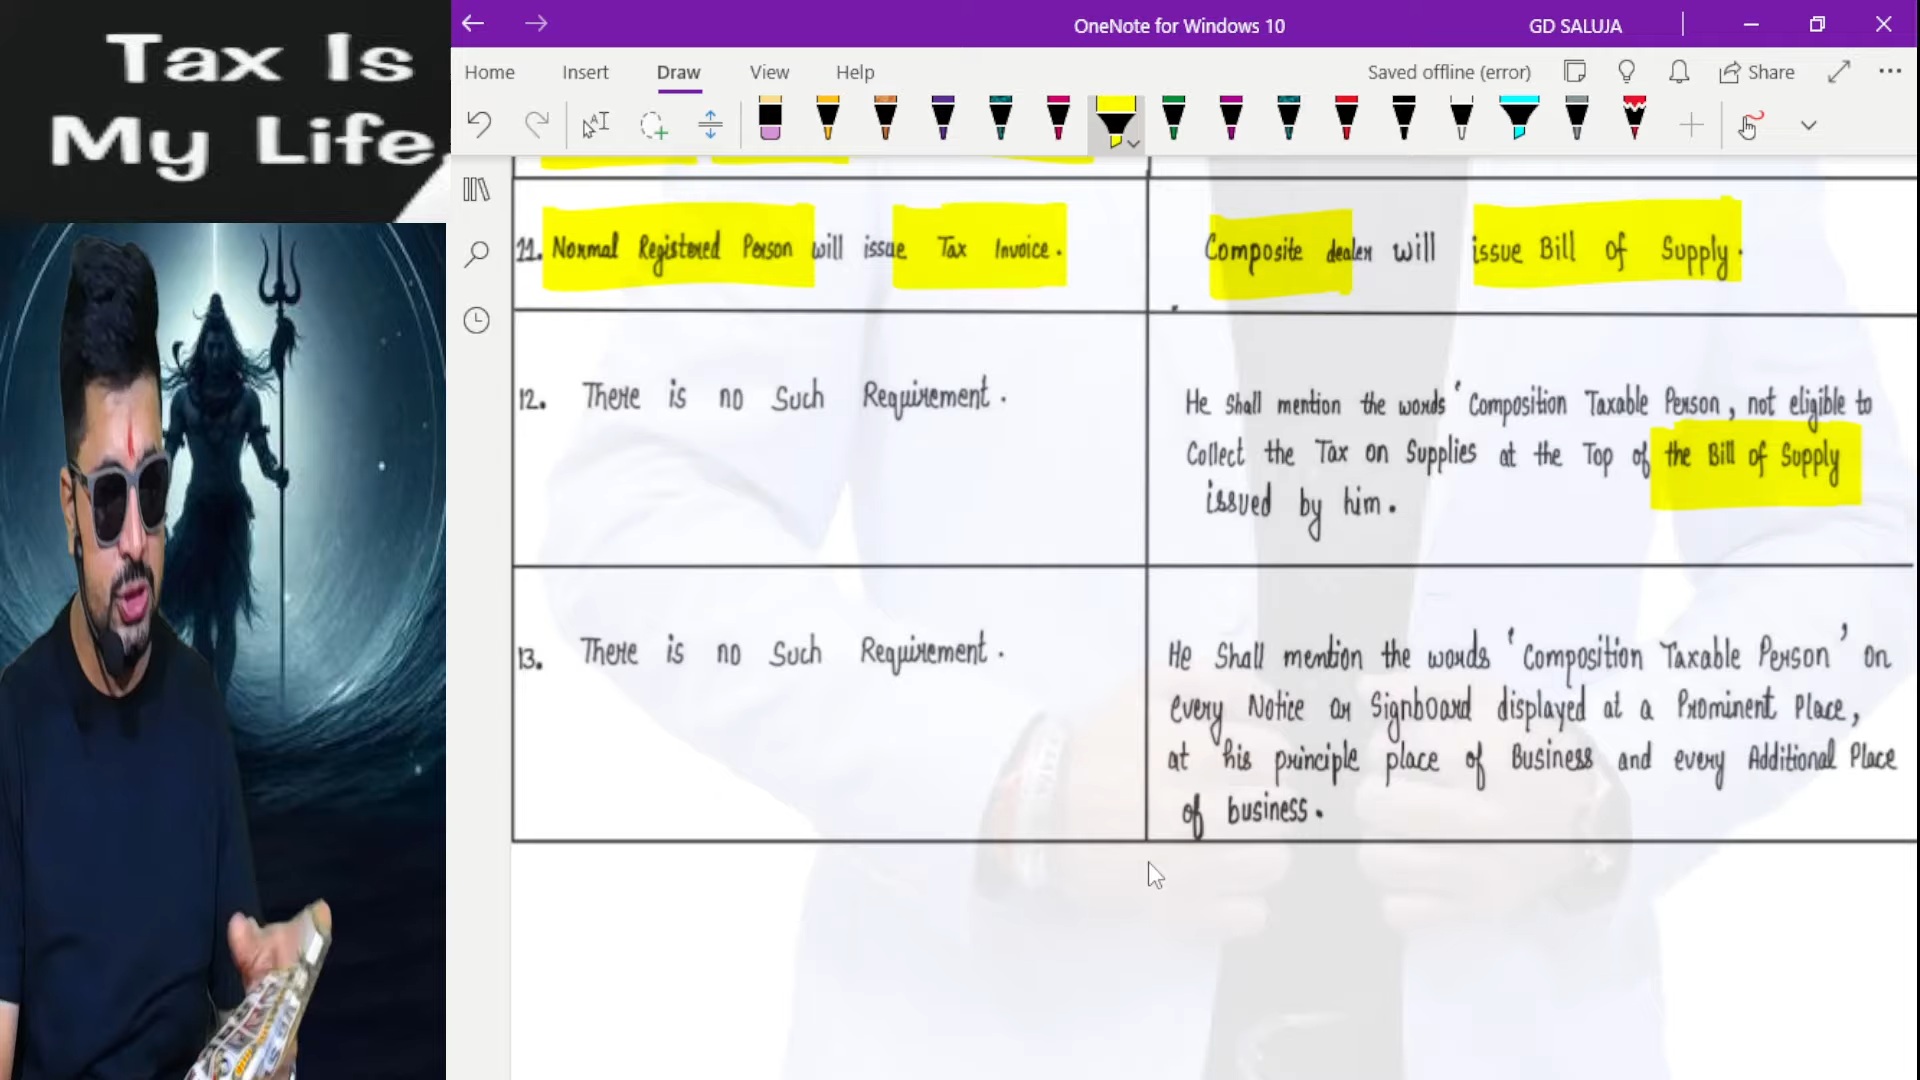 Tax Is
My Life,
OneNote for Windows 10
GD SALUJA
Home Insert Draw View Help
Saved offline (error)
Share
11. Normal Registered Person will issue Tax Invoice.
Composite dealer will issue Bill of Supply.
12. There is no Such Requirement.
He Shall mention the words 'Composition Taxable Person, not eligible to
Collect the Tax on Supplies at the Top of the Bill of Supply
issued by him.
13. There is no Such Requirement.
He Shall mention the words 'Composition Taxable Person' on
every Notice or Signboard displayed at a Prominent Place,
at his principle place of Business and every Additional Place
of business.